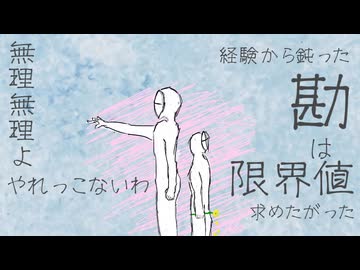 無理無理よ
やれっこないわ
経験から鈍った
勘
は
限界値
求めたがった